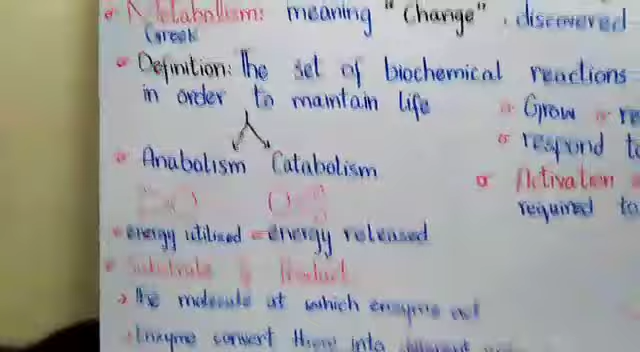 Metabolism: meaning "Change", discovered
Greek
Definition: The set of biochemical reactions
in order to maintain life
Grow
respond to
Anabolism Catabolism
Activation
required to
energy utilised energy released
Substrate & Product
The molecule at which enzyme act
Enzyme convert them into different